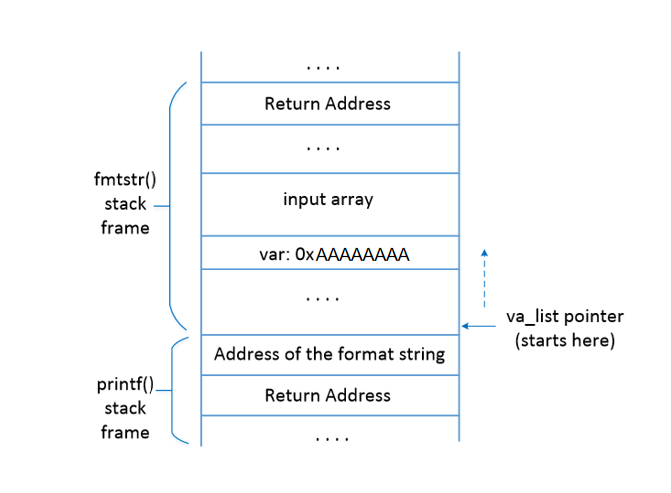 ....
Return Address
....
fmtstr()
stack
frame
input array
var: 0xAAAAAAAA
....
va_list pointer
(starts here)
Address of the format string
printf()
stack
frame
Return Address
....